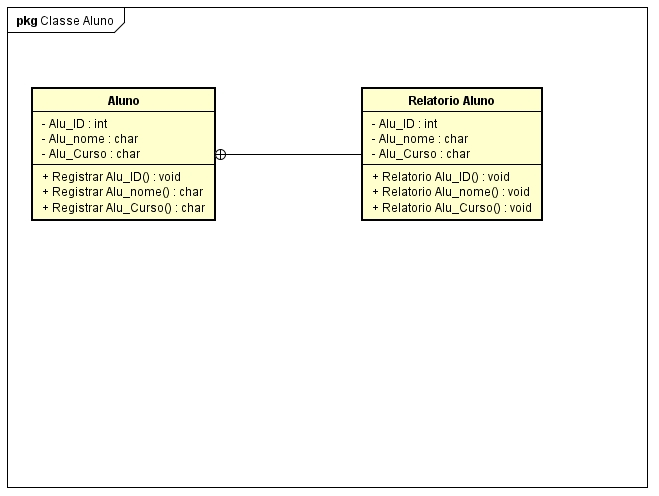 pkg Classe Aluno
Aluno
- Alu_ID : int
- Alu_nome : char
- Alu_Curso : char
+ Registrar Alu_ID() : void
+ Registrar Alu_nome() : char
+ Registrar Alu_Curso() : char
Relatorio Aluno
- Alu_ID : int
- Alu_nome : char
- Alu_Curso : char
+ Relatorio Alu_ID() : void
+ Relatorio Alu_nome() : void
+ Relatorio Alu_Curso() : void